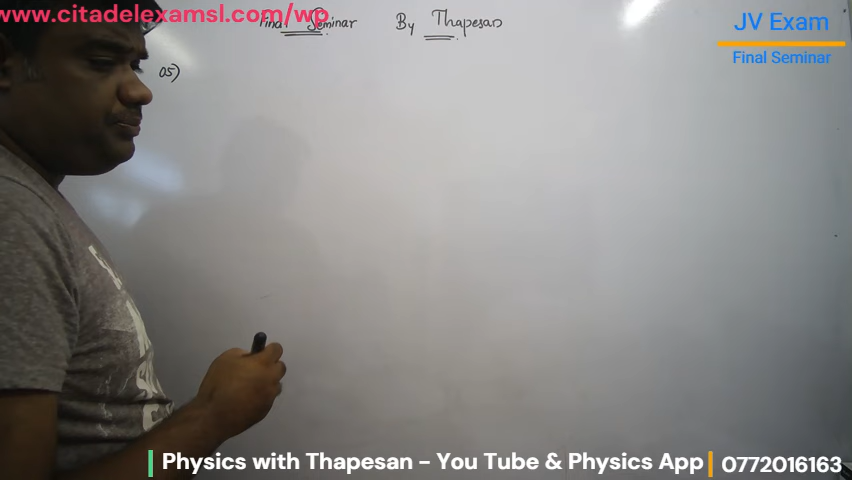 www.citadelexamsl.com/wp
Final Seminar By Thapesan
JV Exam
Final Seminar
05)
Physics with Thapesan - You Tube & Physics App
0772016163